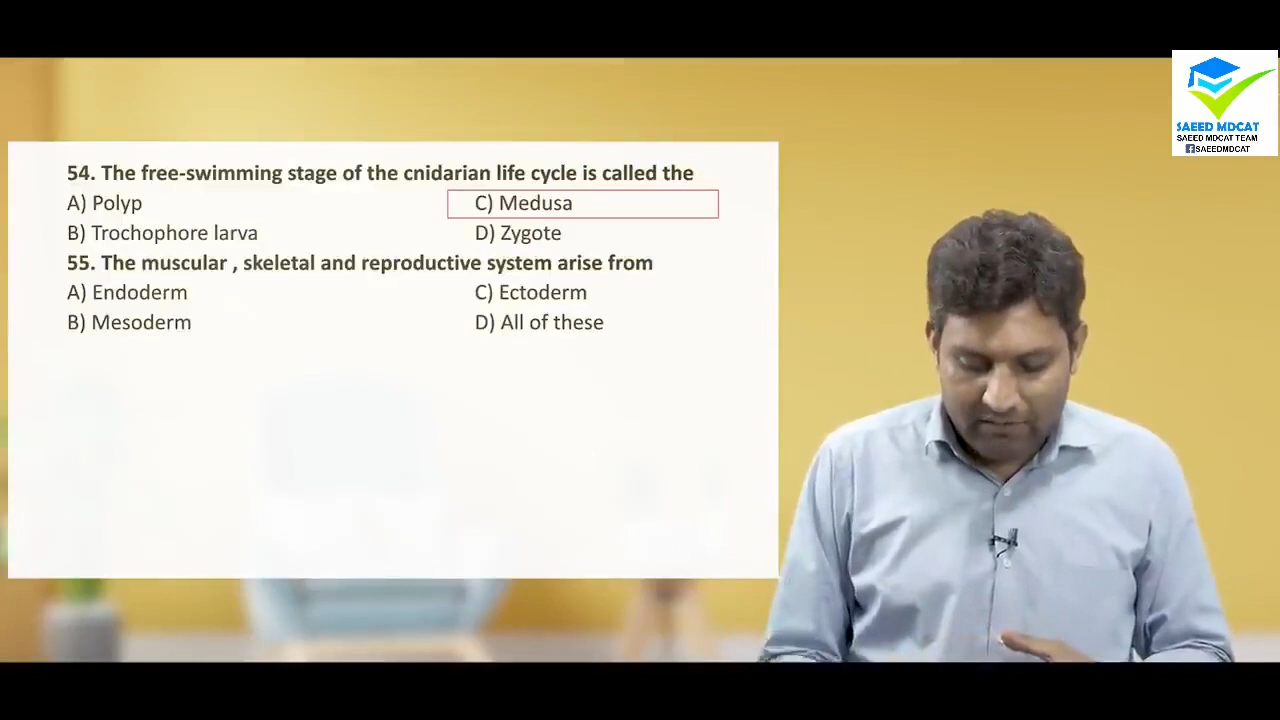 SAEED MDCAT
SAEED MDCAT TEAM
SAEEDMDCAT
54. The free-swimming stage of the cnidarian life cycle is called the
A) Polyp C) Medusa
B) Trochophore larva D) Zygote
55. The muscular , skeletal and reproductive system arise from
A) Endoderm C) Ectoderm
B) Mesoderm D) All of these